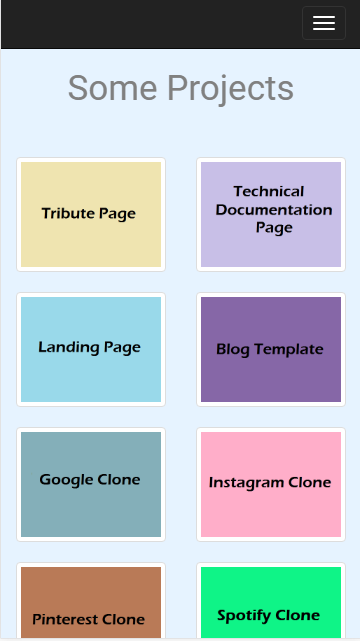 Some Projects
Tribute Page
Technical
Documentation
Page
Landing Page
Blog Template
Google Clone
Instagram Clone
Pinterest Clone
Spotify Clone